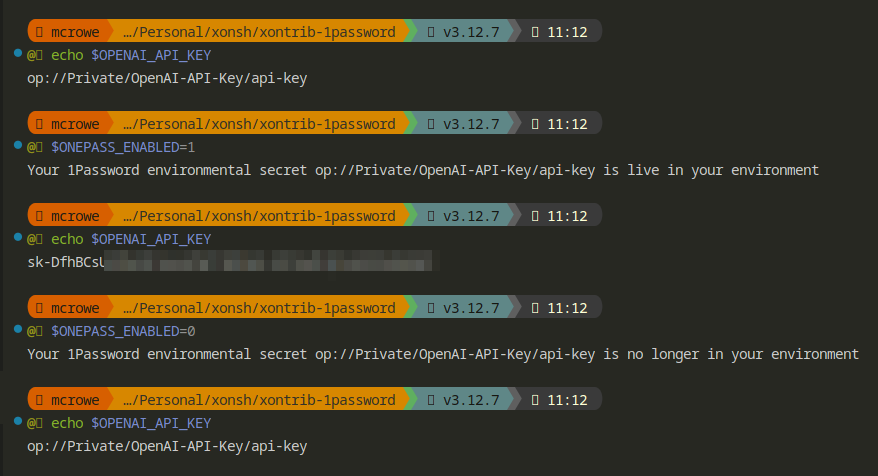 mcrowe …/Personal/xonsh/xontrib-1password v3.12.7 11:12
@ echo $OPENAI_API_KEY
op://Private/OpenAI-API-Key/api-key
mcrowe …/Personal/xonsh/xontrib-1password v3.12.7 11:12
@ $ONEPASS_ENABLED=1
Your 1Password environmental secret op://Private/OpenAI-API-Key/api-key is live in your environment
mcrowe …/Personal/xonsh/xontrib-1password v3.12.7 11:12
@ echo $OPENAI_API_KEY
sk-DfhBCsU
mcrowe …/Personal/xonsh/xontrib-1password v3.12.7 11:12
@ $ONEPASS_ENABLED=0
Your 1Password environmental secret op://Private/OpenAI-API-Key/api-key is no longer in your environment
mcrowe …/Personal/xonsh/xontrib-1password v3.12.7 11:12
@ echo $OPENAI_API_KEY
op://Private/OpenAI-API-Key/api-key